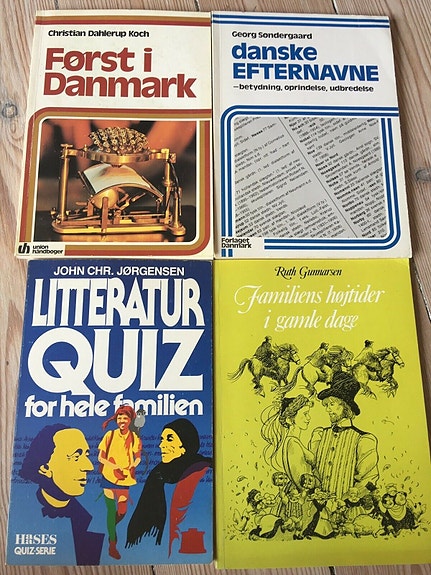 Christian Dahlerup Koch
Først i
Danmark
union
håndbøger
Georg Søndergaard
danske
EFTERNAVNE
–betydning, oprindelse, udbredelse
Forlaget
Danmark
JOHN CHR. JØRGENSEN
LITTERATUR
QUIZ
for hele familien
HAASES
QUIZ-SERIE
Ruth Gunnarsen
Familiens højtider
i gamle dage